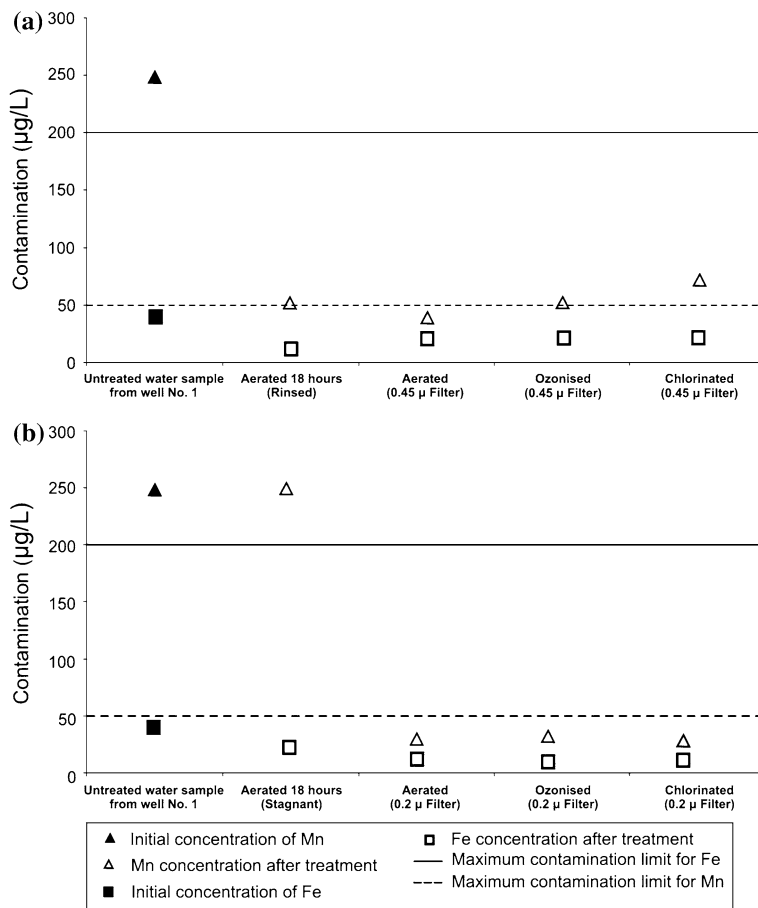 (a)
300
250
200
150
100
50
0
Contamination (µg/L)
Untreated water sample
from well No. 1
Aerated 18 hours
(Rinsed)
Aerated
(0.45 µ Filter)
Ozonised
(0.45 µ Filter)
Chlorinated
(0.45 µ Filter)
(b)
300
250
200
150
100
50
0
Contamination (µg/L)
Untreated water sample
from well No. 1
Aerated 18 hours
(Stagnant)
Aerated
(0.2 µ Filter)
Ozonised
(0.2 µ Filter)
Chlorinated
(0.2 µ Filter)
Initial concentration of Mn
Mn concentration after treatment
Initial concentration of Fe
Fe concentration after treatment
Maximum contamination limit for Fe
Maximum contamination limit for Mn